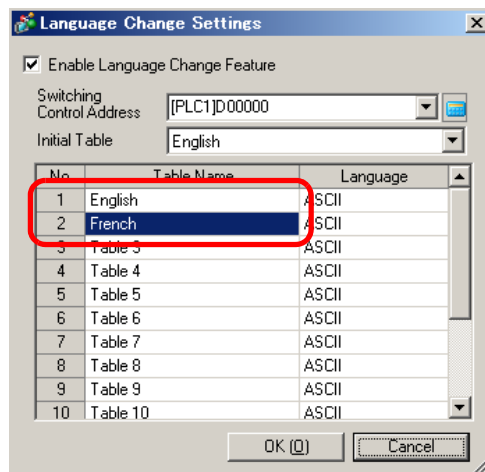 Language Change Settings
Enable Language Change Feature
Switching
Control Address [PLC1]D00000
Initial Table English
No. Table Name Language
1 English ASCII
2 French ASCII
3 Table 3 ASCII
4 Table 4 ASCII
5 Table 5 ASCII
6 Table 6 ASCII
7 Table 7 ASCII
8 Table 8 ASCII
9 Table 9 ASCII
10 Table 10 ASCII
OK (O) Cancel